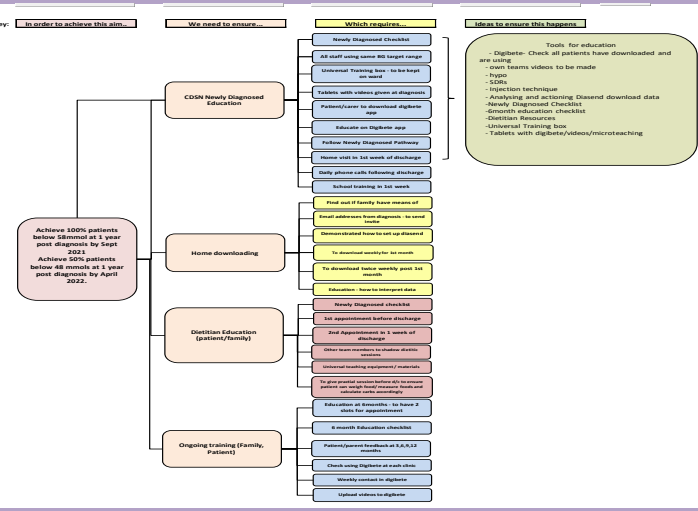 ey:
In order to achieve this aim..
We need to ensure...
Which requires...
Ideas to ensure this happens
Achieve 100% patients
below 58mmol at 1 year
post diagnosis by Sept
2021
Achieve 50% patients
below 48 mmols at 1 year
post diagnosis by April
2022.
CDSN Newly Diagnosed
Education
Newly Diagnosed Checklist
All staff using same BG target range
Universal Training box - to be kept
on ward
Tablets with videos given at diagnosis
Patient/carer to download digibete
app
Educate on Digibete app
Follow Newly Diagnosed Pathway
Home visit in 1st week of discharge
Daily phone calls following discharge
School training in 1st week
Home downloading
Find out if family have means of
Email addresses from diagnosis - to send
invite
Demonstrated how to set up diasend
To download weekly for 1st month
To download twice weekly post 1st
month
Education - how to interpret data
Dietitian Education
(patient/family)
Newly Diagnosed checklist
1st appointment before discharge
2nd Appointment in 1 week of
discharge
Other team members to shadow dietitic
sessions
Universal teaching equipment/ materials
To give practial session before d/c to ensure
patient can weigh food/ measure foods and
calculate carbs accordingly
Ongoing training (Family,
Patient)
Education at 6months - to have 2
slots for appointment
6 month Education checklist
Patient/parent feedback at 3,6,9,12
months
Check using Digibete at each clinic
Weekly contact in digibete
Upload videos to digibete
Tools for education
- Digibete- Check all patients have downloaded and
are using
- own teams videos to be made
- hypo
- SDRs
- Injection technique
- Analysing and actioning Diasend download data
-Newly Diagnosed Checklist
-6month education checklist
-Dietitian Resources
-Universal Training box
- Tablets with digibete/videos/microteaching